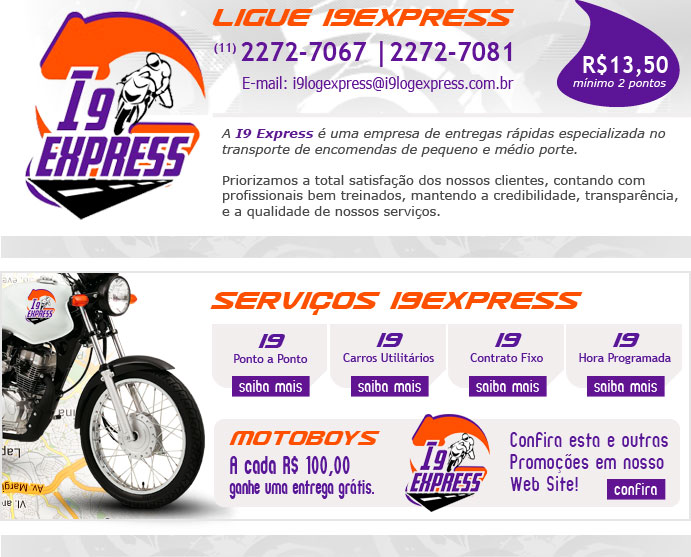 LIGUE I9EXPRESS
(11) 2272-7067 | 2272-7081
E-mail: i9logexpress@i9logexpress.com.br
R$13,50
mínimo 2 pontos
I9
EXPRESS
A I9 Express é uma empresa de entregas rápidas especializada no
transporte de encomendas de pequeno e médio porte.
Priorizamos a total satisfação dos nossos clientes, contando com
profissionais bem treinados, mantendo a credibilidade, transparência,
e a qualidade de nossos serviços.
I9
EXPRESS
SERVIÇOS I9EXPRESS
I9
Ponto a Ponto
saiba mais
I9
Carros Utilitários
saiba mais
I9
Contrato Fixo
saiba mais
I9
Hora Programada
saiba mais
MOTOBOYS
A cada R$ 100,00
ganhe uma entrega grátis.
I9
EXPRESS
Confira esta e outras
Promoções em nosso
Web Site!
confira
Av. Margi